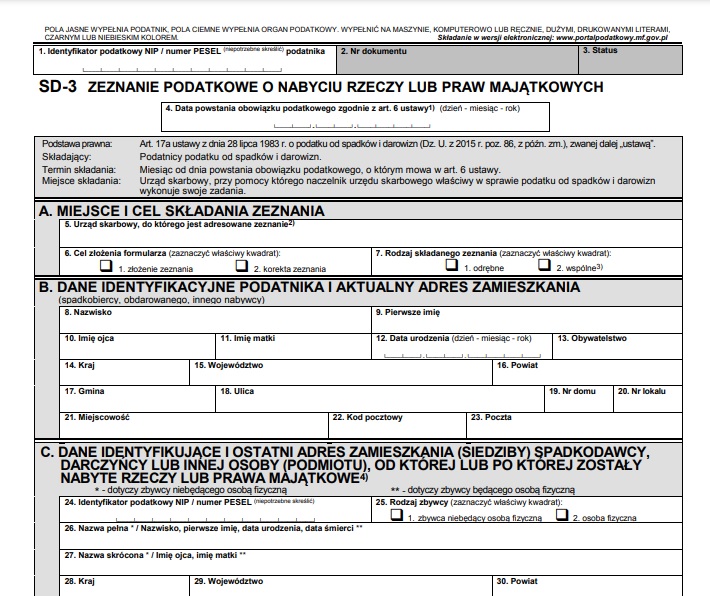 POLA JASNE WYPEŁNIA PODATNIK, POLA CIEMNE WYPEŁNIA ORGAN PODATKOWY. WYPEŁNIĆ NA MASZYNIE, KOMPUTEROWO LUB RĘCZNIE, DUŻYMI, DRUKOWANYMI LITERAMI,
CZARNYM LUB NIEBIESKIM KOLOREM. Składanie w wersji elektronicznej: www.portalpodatkowy.mf.gov.pl
1. Identyfikator podatkowy NIP / numer PESEL (niepotrzebne skreślić) podatnika 2. Nr dokumentu 3. Status
SD-3 ZEZNANIE PODATKOWE O NABYCIU RZECZY LUB PRAW MAJĄTKOWYCH
4. Data powstania obowiązku podatkowego zgodnie z art. 6 ustawy1) (dzień - miesiąc - rok)
Podstawa prawna: Art. 17a ustawy z dnia 28 lipca 1983 r. o podatku od spadków i darowizn (Dz. U. z 2015 r. poz. 86, z późn. zm.), zwanej dalej „ustawą”.
Składający: Podatnicy podatku od spadków i darowizn.
Termin składania: Miesiąc od dnia powstania obowiązku podatkowego, o którym mowa w art. 6 ustawy.
Miejsce składania: Urząd skarbowy, przy pomocy którego naczelnik urzędu skarbowego właściwy w sprawie podatku od spadków i darowizn
wykonuje swoje zadania.
A. MIEJSCE I CEL SKŁADANIA ZEZNANIA
5. Urząd skarbowy, do którego jest adresowane zeznanie2)
6. Cel złożenia formularza (zaznaczyć właściwy kwadrat): 7. Rodzaj składanego zeznania (zaznaczyć właściwy kwadrat):
1. złożenie zeznania 2. korekta zeznania 1. odrębne 2. wspólne3)
B. DANE IDENTYFIKACYJNE PODATNIKA I AKTUALNY ADRES ZAMIESZKANIA
(spadkobiercy, obdarowanego, innego nabywcy)
8. Nazwisko 9. Pierwsze imię
10. Imię ojca 11. Imię matki 12. Data urodzenia (dzień - miesiąc - rok) 13. Obywatelstwo
14. Kraj 15. Województwo 16. Powiat
17. Gmina 18. Ulica 19. Nr domu 20. Nr lokalu
21. Miejscowość 22. Kod pocztowy 23. Poczta
C. DANE IDENTYFIKUJĄCE I OSTATNI ADRES ZAMIESZKANIA (SIEDZIBY) SPADKODAWCY,
DARCZYŃCY LUB INNEJ OSOBY (PODMIOTU), OD KTÓREJ LUB PO KTÓREJ ZOSTAŁY
NABYTE RZECZY LUB PRAWA MAJĄTKOWE4)
* - dotyczy zbywcy niebędącego osobą fizyczną ** - dotyczy zbywcy będącego osobą fizyczną
24. Identyfikator podatkowy NIP / numer PESEL (niepotrzebne skreślić) 25. Rodzaj zbywcy (zaznaczyć właściwy kwadrat):
1. zbywca niebędący osobą fizyczną 2. osoba fizyczna
26. Nazwa pełna * / Nazwisko, pierwsze imię, data urodzenia, data śmierci **
27. Nazwa skrócona * / Imię ojca, imię matki **
28. Kraj 29. Województwo 30. Powiat